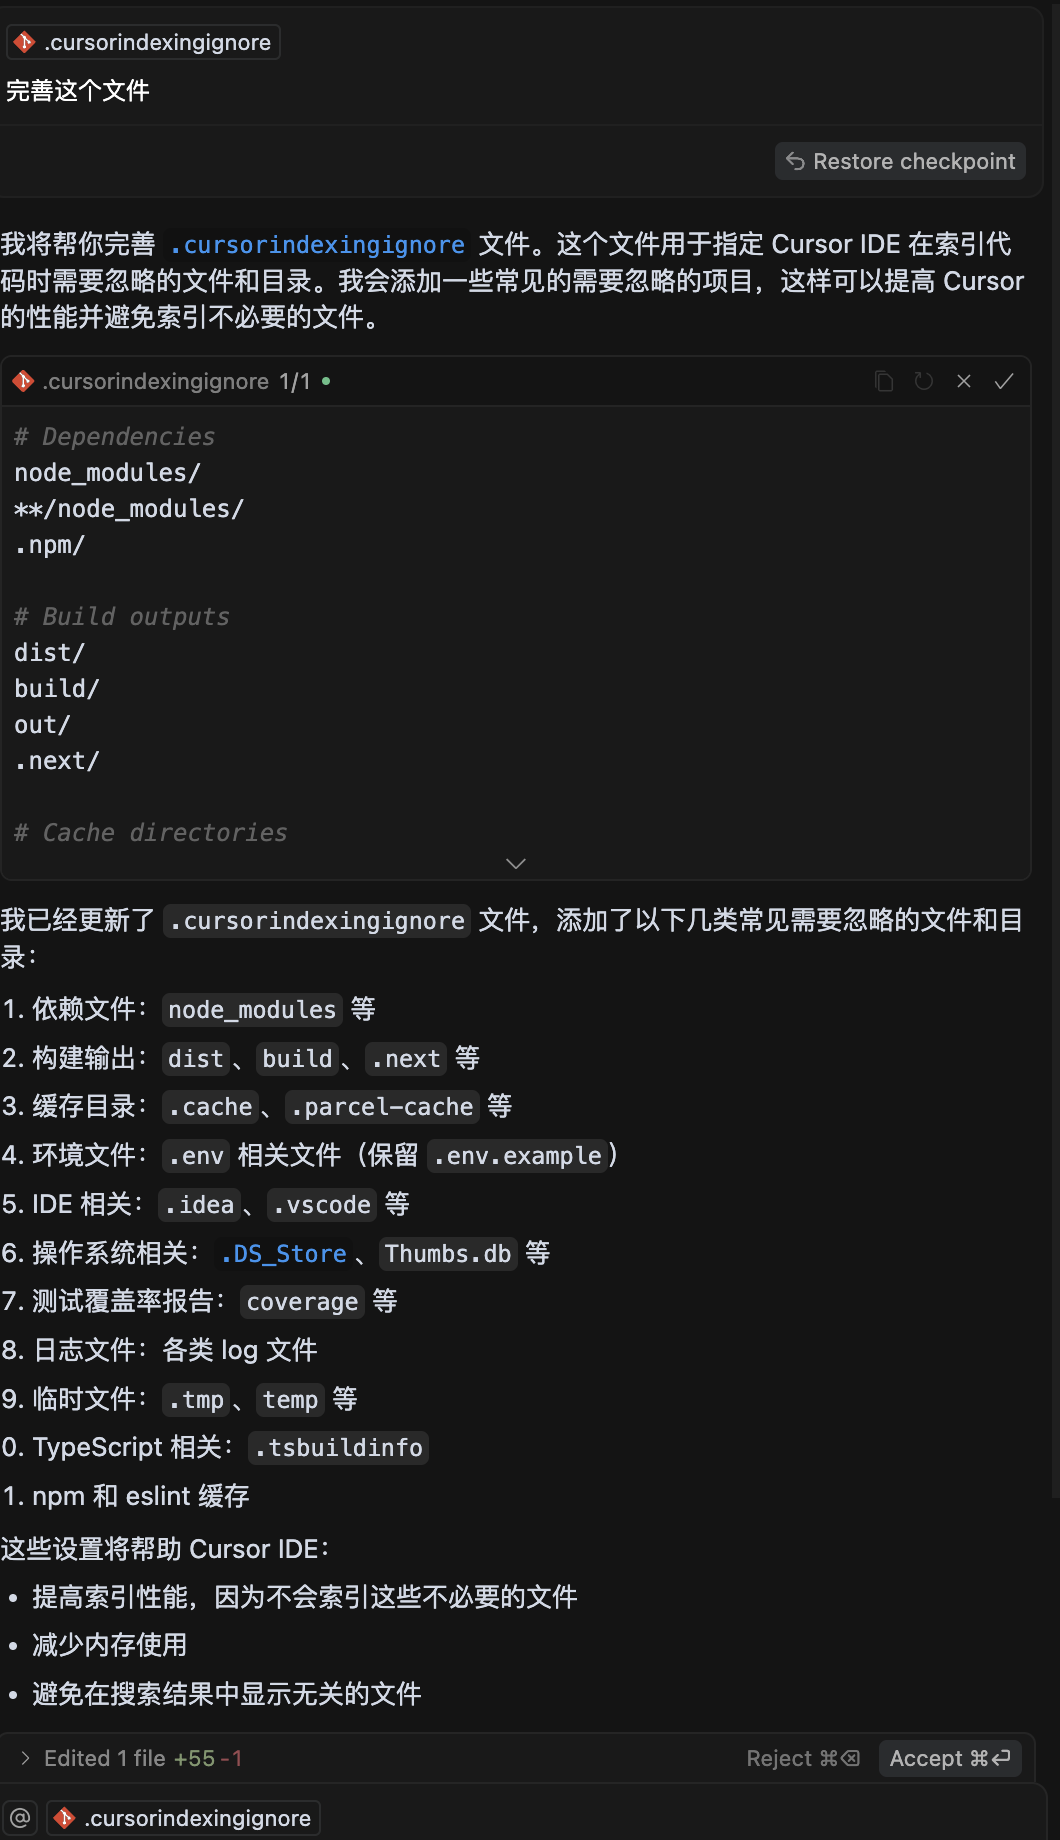 .cursorindexingignore
完善这个文件
Restore checkpoint
我将帮你完善 .cursorindexingignore 文件。这个文件用于指定 Cursor IDE 在索引代
码时需要忽略的文件和目录。我会添加一些常见的需要忽略的项目，这样可以提高 Cursor
的性能并避免索引不必要的文件。
.cursorindexingignore 1/1
# Dependencies
node_modules/
**/node_modules/
.npm/
# Build outputs
dist/
build/
out/
.next/
# Cache directories
我已经更新了 .cursorindexingignore 文件，添加了以下几类常见需要忽略的文件和目
录：
1. 依赖文件： node_modules 等
2. 构建输出： dist 、 build 、 .next 等
3. 缓存目录： .cache 、 .parcel-cache 等
4. 环境文件： .env 相关文件（保留 .env.example ）
5. IDE 相关： .idea 、 .vscode 等
6. 操作系统相关： .DS_Store 、 Thumbs.db 等
7. 测试覆盖率报告： coverage 等
8. 日志文件：各类 log 文件
9. 临时文件： .tmp 、 temp 等
0. TypeScript 相关： .tsbuildinfo
1. npm 和 eslint 缓存
这些设置将帮助 Cursor IDE：
• 提高索引性能，因为不会索引这些不必要的文件
• 减少内存使用
• 避免在搜索结果中显示无关的文件
> Edited 1 file +55 -1 Reject ⌘⌫ Accept ⌘⏎
@ .cursorindexingignore